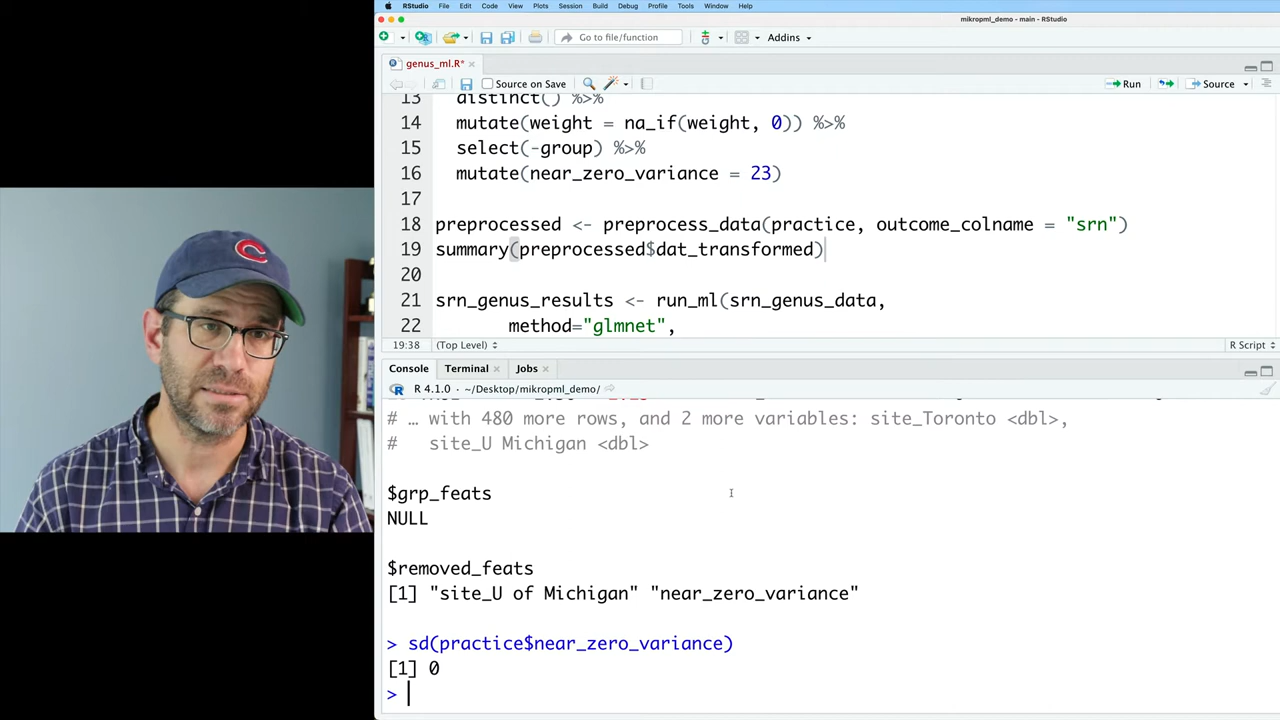 RStudio File Edit Code View Plots Session Build Debug Profile Tools Window Help
mikropml_demo - main - RStudio
Go to file/function Addins
genus_ml.R*
Source on Save Run Source
13 distinct() %>%
14 mutate(weight = na_if(weight, 0)) %>%
15 select(-group) %>%
16 mutate(near_zero_variance = 23)
17
18 preprocessed <- preprocess_data(practice, outcome_colname = "srn")
19 summary(preprocessed$dat_transformed)
20
21 srn_genus_results <- run_ml(srn_genus_data,
22 method="glmnet",
19:38 (Top Level) R Script
Console Terminal Jobs
R 4.1.0 · ~/Desktop/mikropml_demo/
# … with 480 more rows, and 2 more variables: site_Toronto <dbl>,
# site_U Michigan <dbl>
$grp_feats
NULL
$removed_feats
[1] "site_U of Michigan" "near_zero_variance"
> sd(practice$near_zero_variance)
[1] 0
>